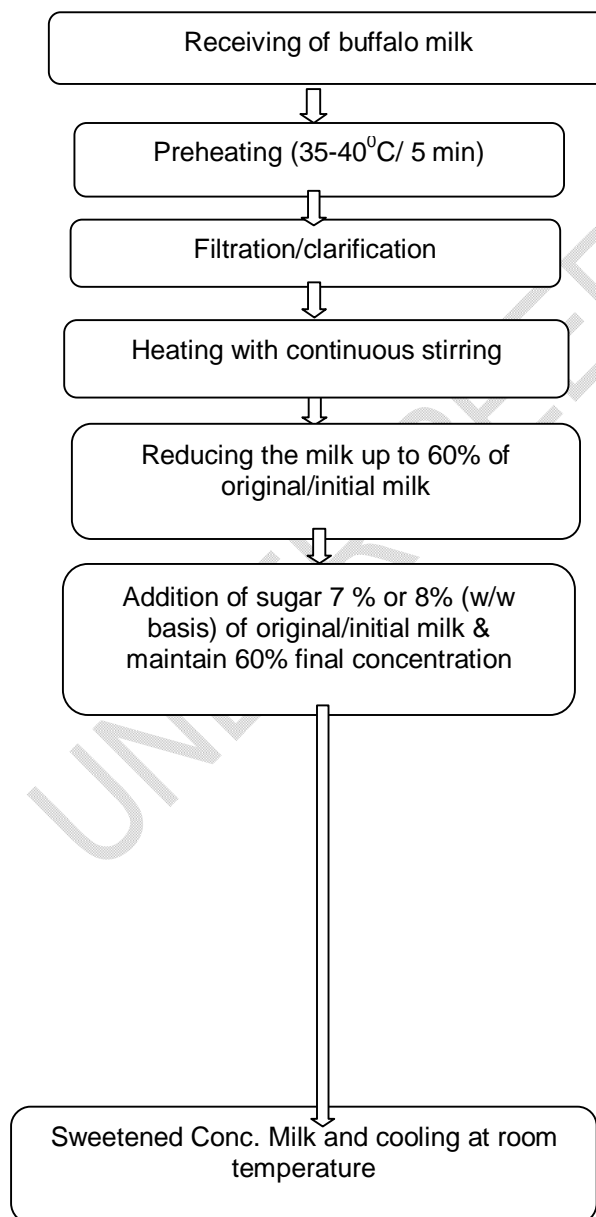 Receiving of buffalo milk
Preheating (35-40⁰C/ 5 min)
Filtration/clarification
Heating with continuous stirring
Reducing the milk up to 60% of
original/initial milk
Addition of sugar 7 % or 8% (w/w
basis) of original/initial milk &
maintain 60% final concentration
Sweetened Conc. Milk and cooling at room
temperature